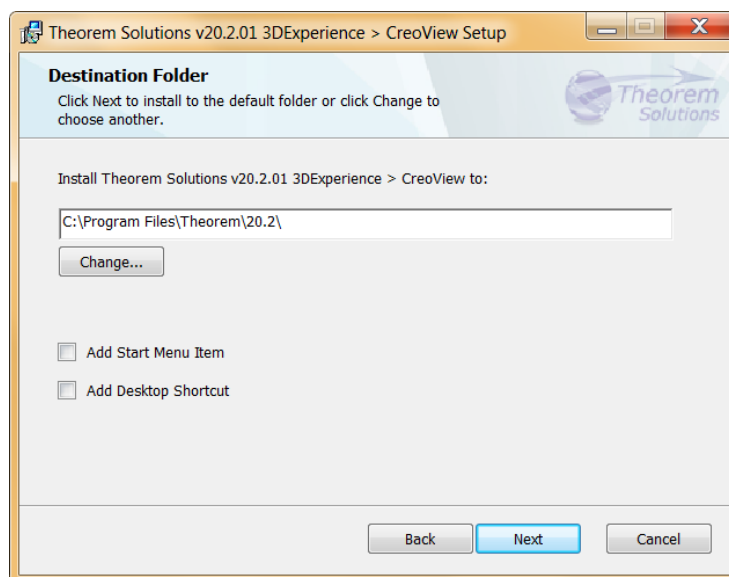 Theorem Solutions v20.2.01 3DExperience > CreoView Setup
Destination Folder
Click Next to install to the default folder or click Change to
choose another.
Theorem
Solutions
Install Theorem Solutions v20.2.01 3DExperience > CreoView to:
C:\Program Files\Theorem\20.2\
Change...
Add Start Menu Item
Add Desktop Shortcut
Back Next Cancel